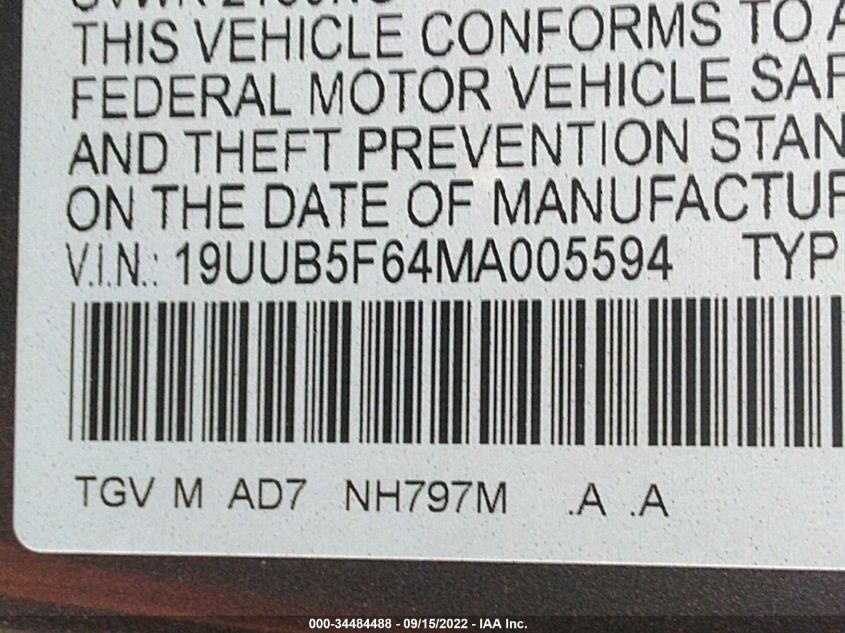 THIS VEHICLE CONFORMS TO A
FEDERAL MOTOR VEHICLE SAF
AND THEFT PREVENTION STAN
ON THE DATE OF MANUFACTUR
V.I.N.: 19UUB5F64MA005594 TYP
TGV M AD7 NH797M .A .A
000-34484488 - 09/15/2022 - IAA Inc.